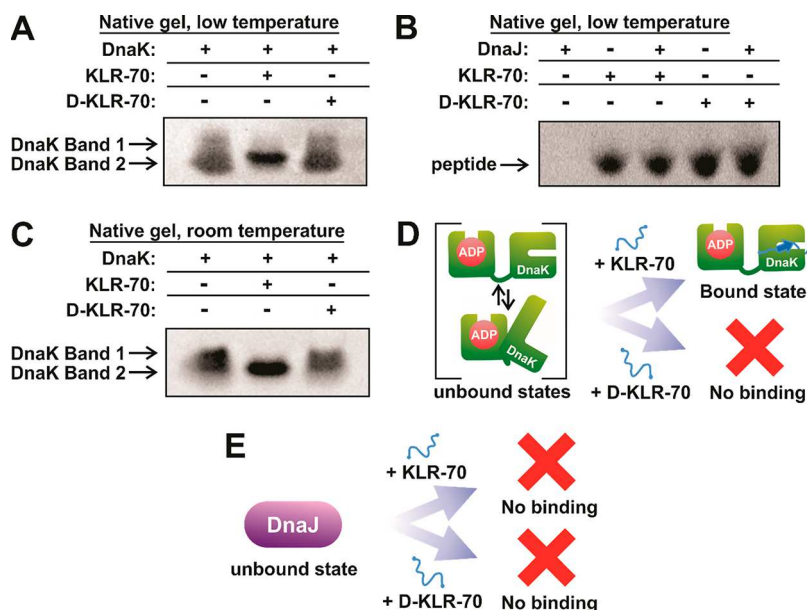 A
Native gel, low temperature
DnaK: + + +
KLR-70: - + -
D-KLR-70: - - +
DnaK Band 1
DnaK Band 2
B
Native gel, low temperature
DnaJ: + - + - +
KLR-70: - + + - -
D-KLR-70: - - - + +
peptide
C
Native gel, room temperature
DnaK: + + +
KLR-70: - + -
D-KLR-70: - - +
DnaK Band 1
DnaK Band 2
D
ADP
DnaK
ADP
DnaK
unbound states
+ KLR-70
+ D-KLR-70
ADP
DnaK
Bound state
No binding
E
DnaJ
unbound state
+ KLR-70
+ D-KLR-70
No binding
No binding